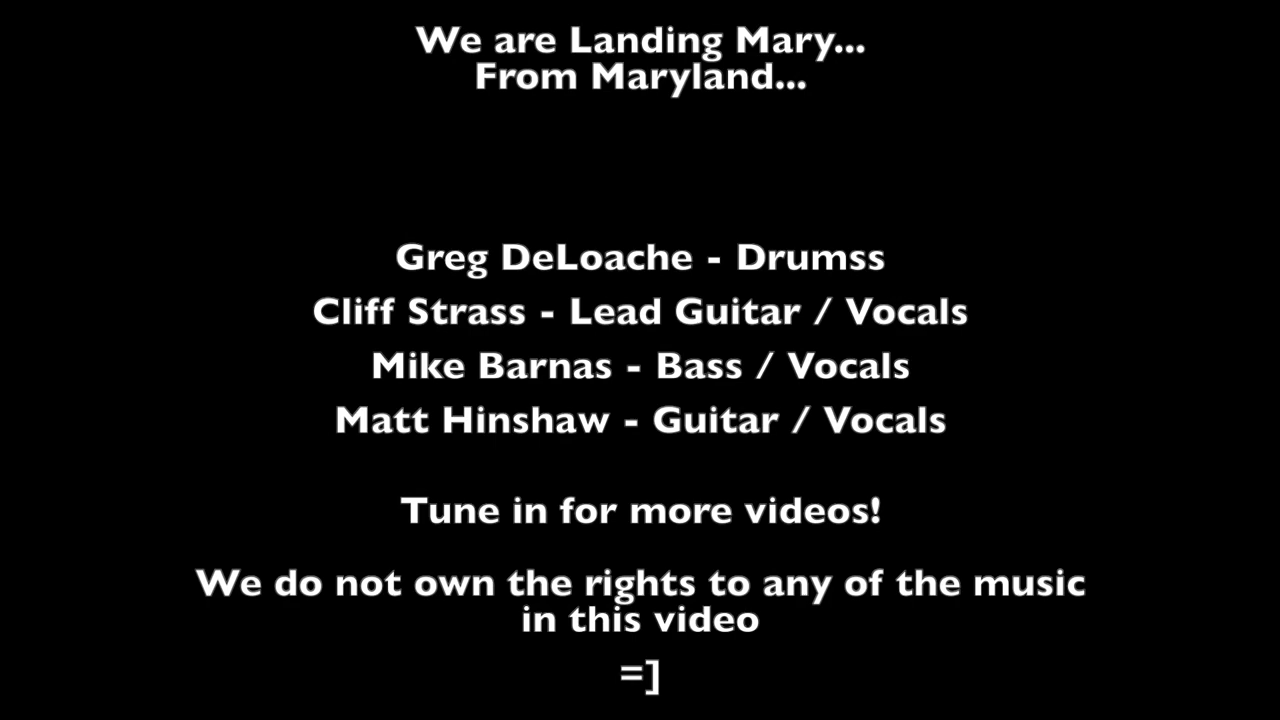 We are Landing Mary...
From Maryland...
Greg DeLoache - Drumss
Cliff Strass - Lead Guitar / Vocals
Mike Barnas - Bass / Vocals
Matt Hinshaw - Guitar / Vocals
Tune in for more videos!
We do not own the rights to any of the music
in this video
=]